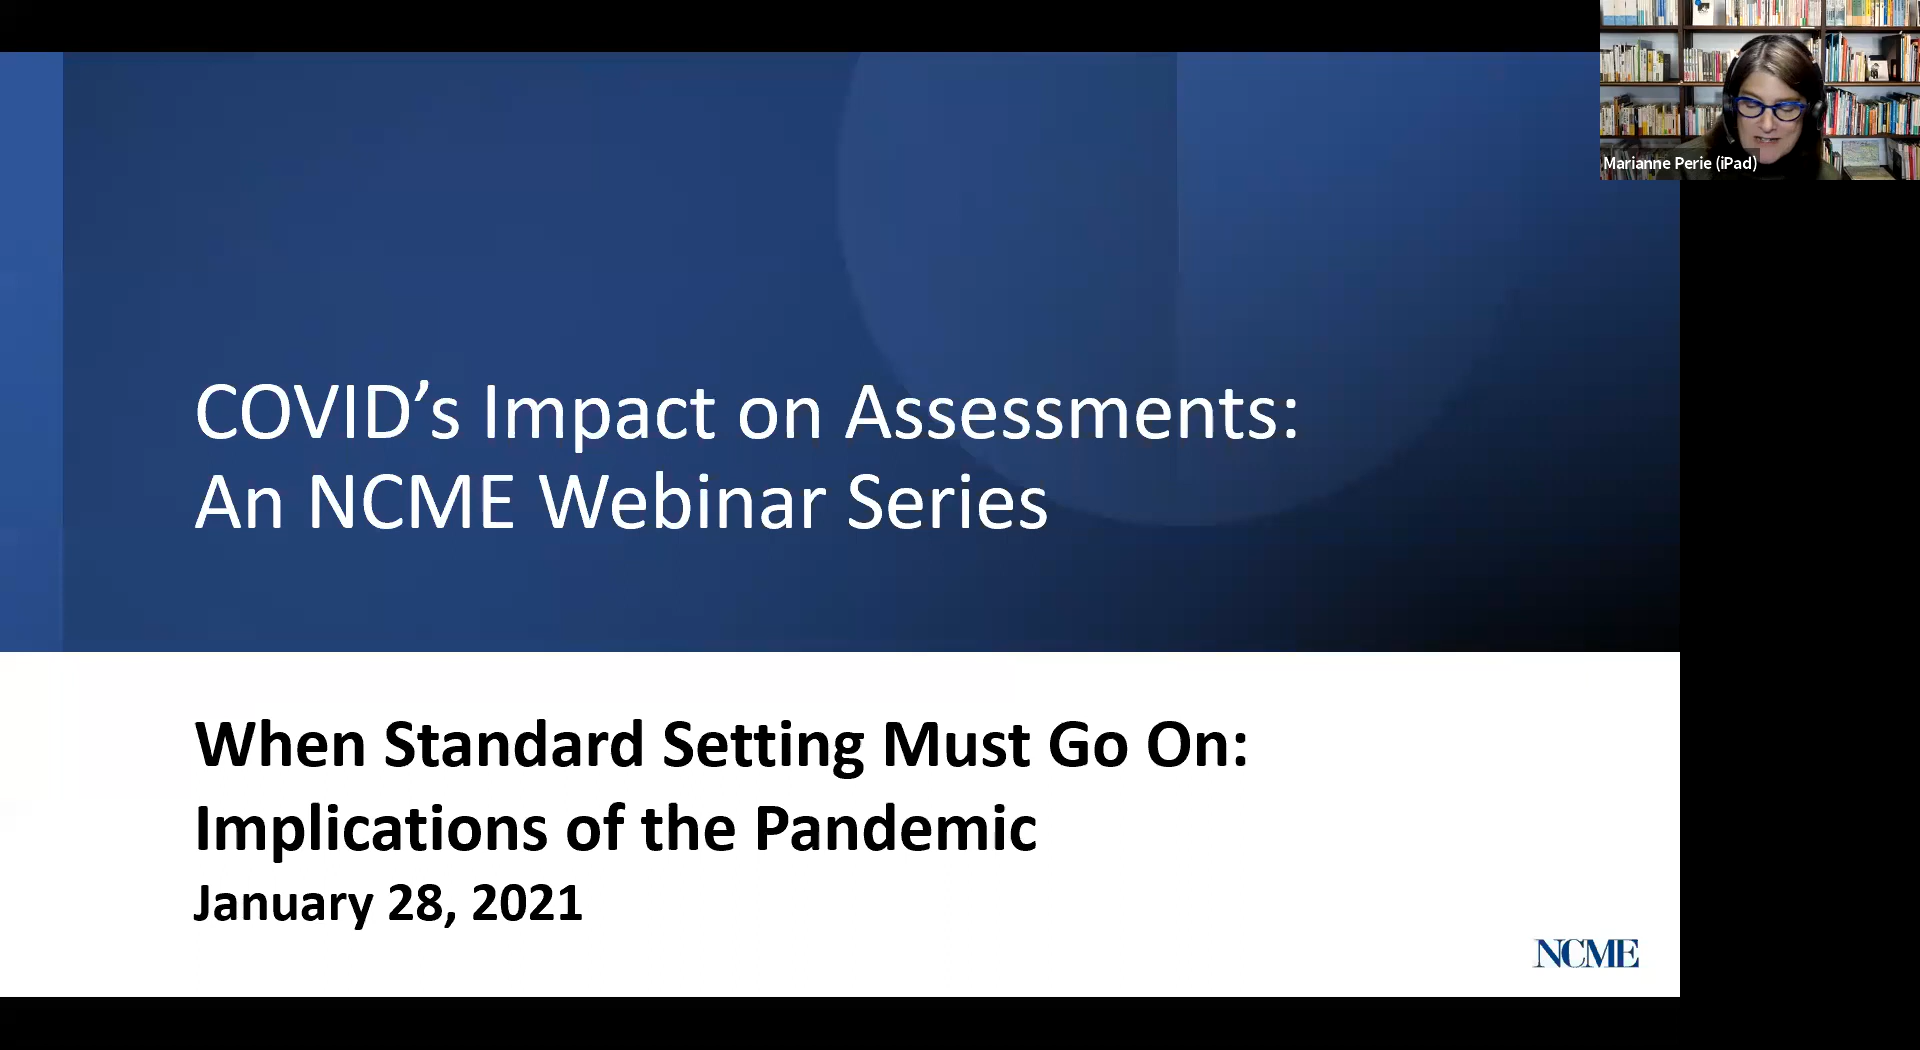 Marianne Perie (iPad)
COVID’s Impact on Assessments:
An NCME Webinar Series
When Standard Setting Must Go On:
Implications of the Pandemic
January 28, 2021
NCME